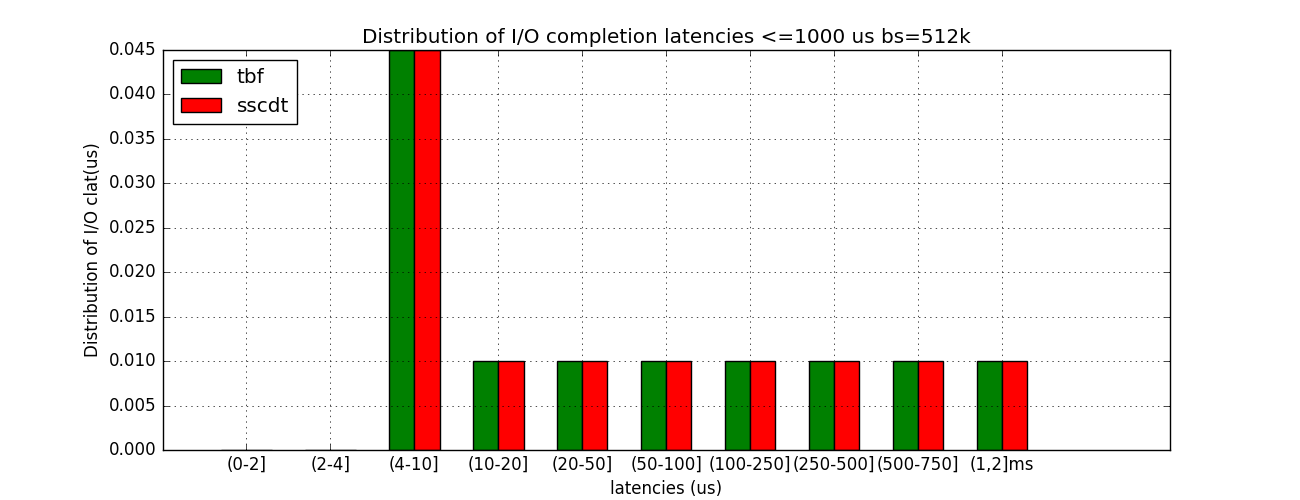 Distribution of I/O completion latencies <=1000 us bs=512k
tbf
sscdt
Distribution of I/O clat(us)
0.045
0.040
0.035
0.030
0.025
0.020
0.015
0.010
0.005
0.000
(0-2] (2-4] (4-10] (10-20] (20-50] (50-100] (100-250] (250-500] (500-750] (1,2]ms
latencies (us)